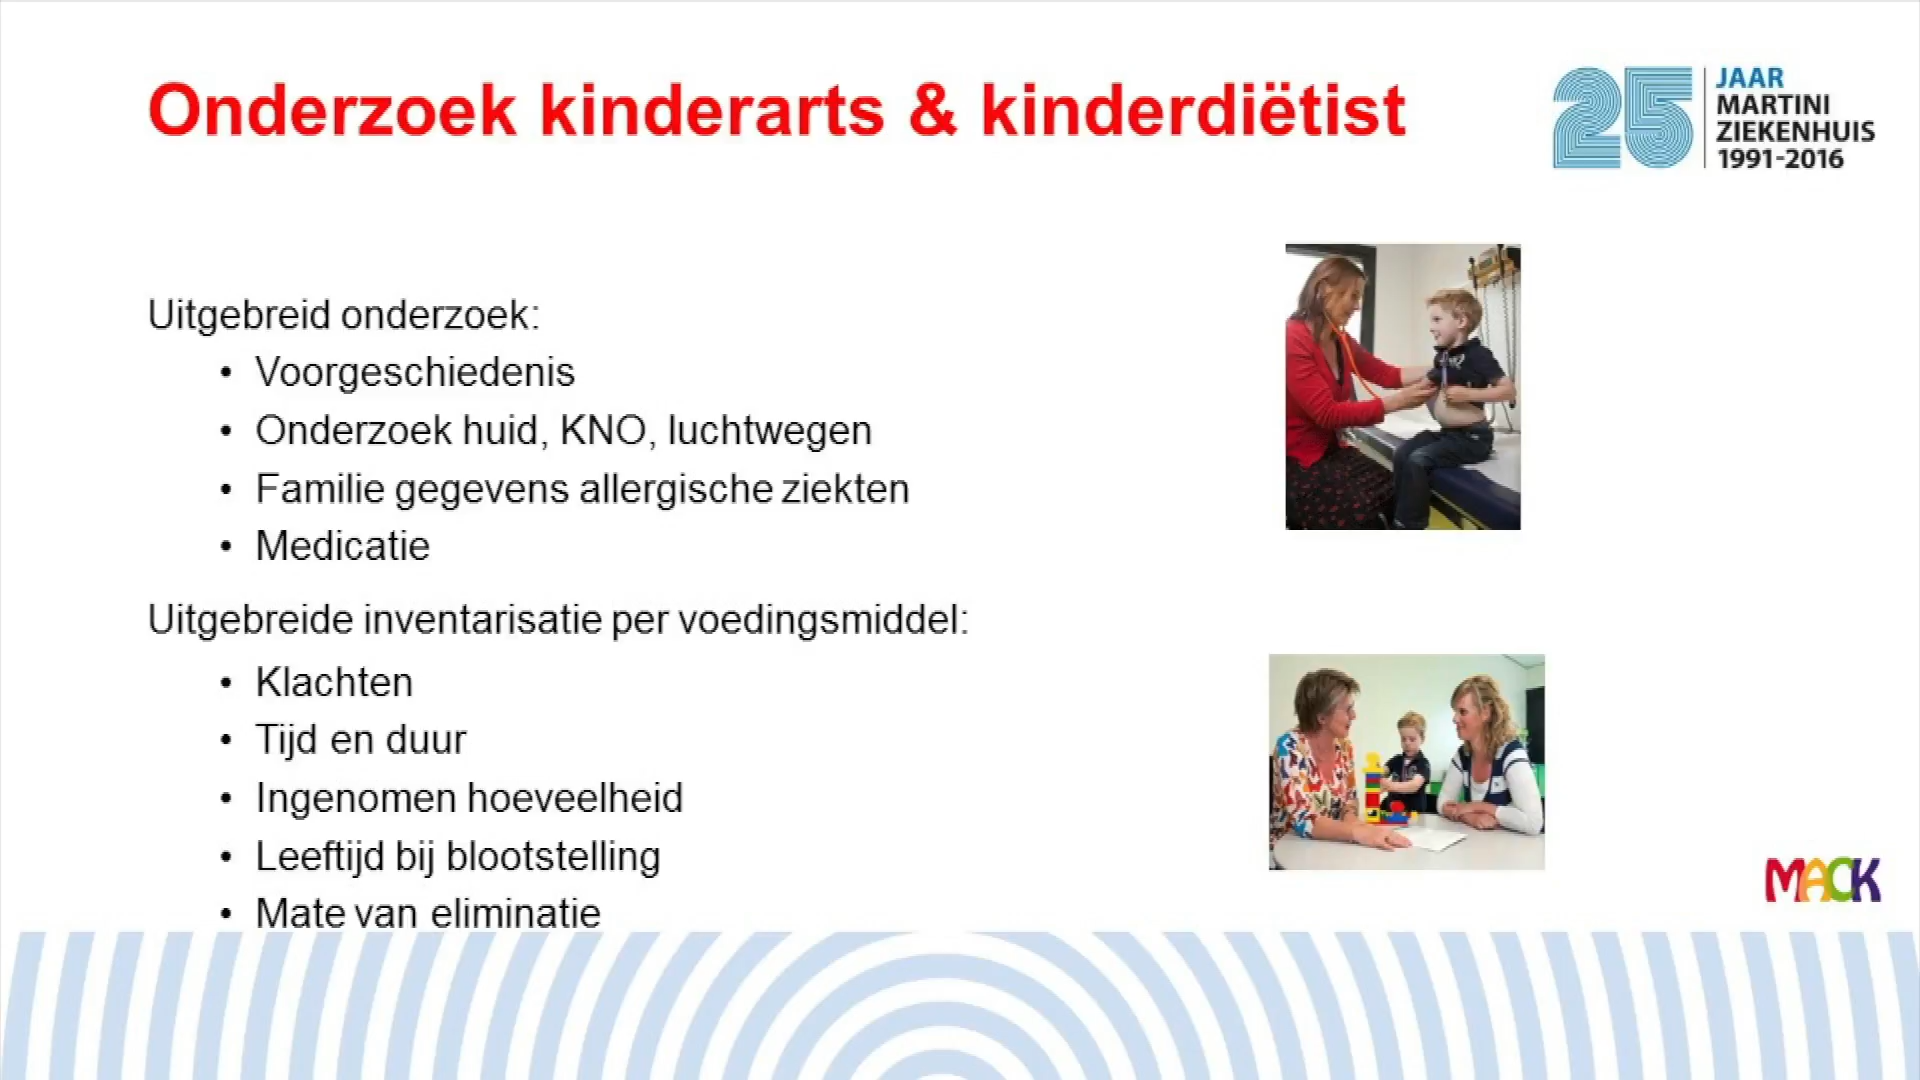 Onderzoek kinderarts & kinderdiëtist
25 JAAR
MARTINI
ZIEKENHUIS
1991-2016
Uitgebreid onderzoek:
• Voorgeschiedenis
• Onderzoek huid, KNO, luchtwegen
• Familie gegevens allergische ziekten
• Medicatie
Uitgebreide inventarisatie per voedingsmiddel:
• Klachten
• Tijd en duur
• Ingenomen hoeveelheid
• Leeftijd bij blootstelling
• Mate van eliminatie
MACK